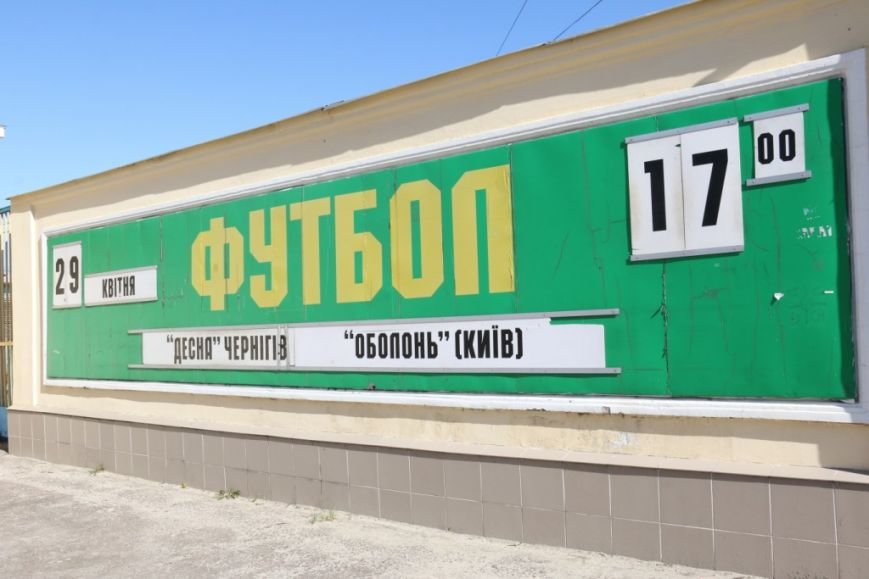 29 КВІТНЯ
ФУТБОЛ
17 00
"ДЕСНА" ЧЕРНІГІВ "ОБОЛОНЬ" (КИЇВ)